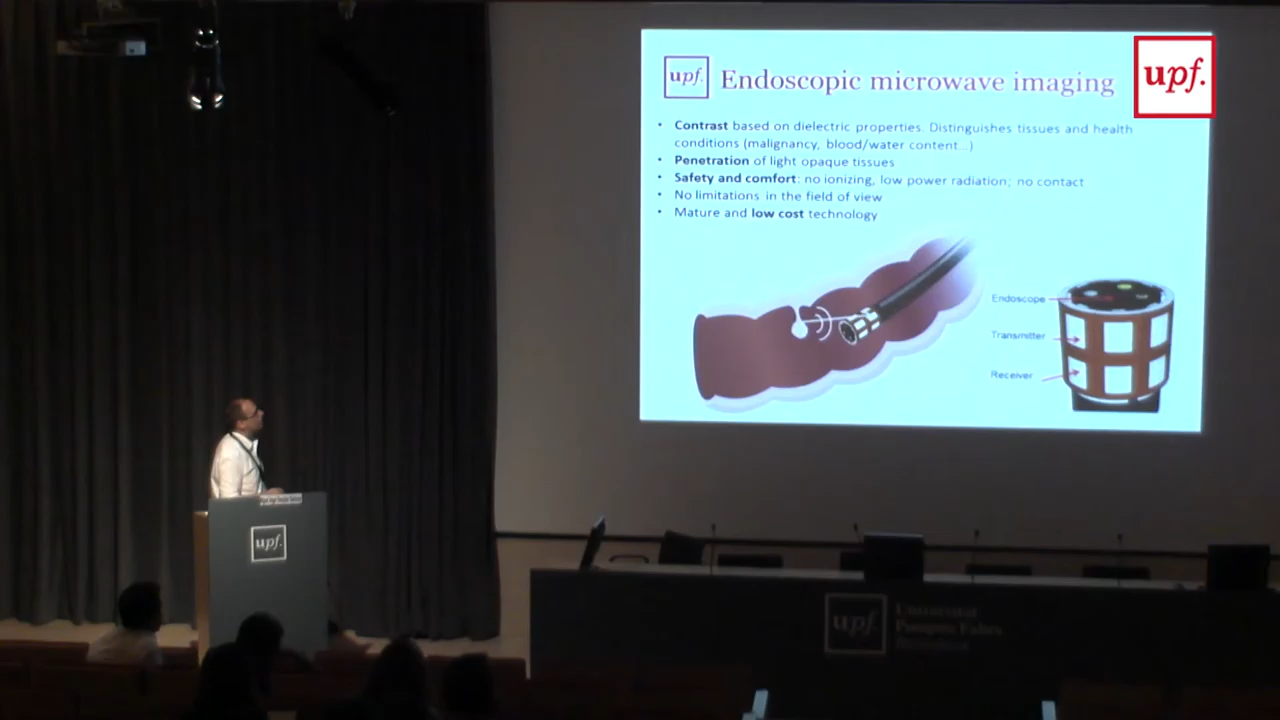 upf. Endoscopic microwave imaging
upf.
• Contrast based on dielectric properties. Distinguishes tissues and health
conditions (malignancy, blood/water content...)
• Penetration of light opaque tissues
• Safety and comfort: no ionizing, low power radiation; no contact
• No limitations in the field of view
• Mature and low cost technology
Endoscope
Transmitter
Receiver
upf.
upf.
Universitat
Pompeu Fabra